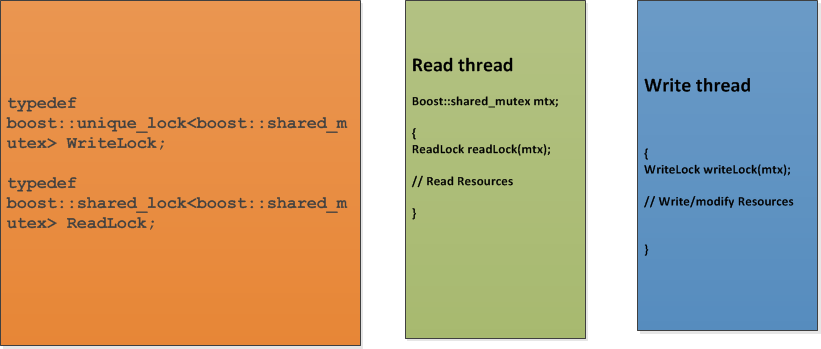 typedef
boost::unique_lock<boost::shared_m
utex> WriteLock;
typedef
boost::shared_lock<boost::shared_m
utex> ReadLock;
Read thread
Boost::shared_mutex mtx;
{
ReadLock readLock(mtx);
// Read Resources
}
Write thread
{
WriteLock writeLock(mtx);
// Write/modify Resources
}